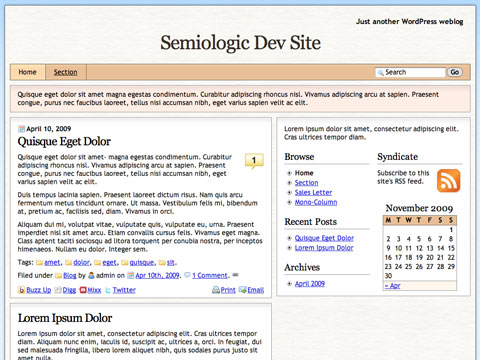 Just another WordPress weblog
Semiologic Dev Site
Home Section Search Go
Quisque eget dolor sit amet magna egestas condimentum. Curabitur adipiscing rhoncus nisl. Vivamus adipiscing arcu at sapien. Praesent
congue, purus nec faucibus laoreet, tellus nisi accumsan nibh, eget varius sapien velit ac elit.
April 10, 2009
Quisque Eget Dolor
Quisque eget dolor sit amet- magna egestas condimentum. Curabitur
adipiscing rhoncus nisl. Vivamus adipiscing arcu at sapien. Praesent
congue, purus nec faucibus laoreet, tellus nisi accumsan nibh, eget varius
sapien velit ac elit.
1
Duis tempus lacinia sapien. Praesent laoreet dictum risus. Nam quis arcu
fermentum metus tincidunt ornare. Ut massa. Vestibulum felis mi, bibendum
at, pretium ac, facilisis sed, diam. Vivamus in orci.
Aliquam dui mi, volutpat vitae, vulputate quis, vulputate eu, urna. Praesent
imperdiet nisi sit amet enim. Etiam convallis cursus felis. Vivamus eget magna.
Class aptent taciti sociosqu ad litora torquent per conubia nostra, per inceptos
himenaeos. Nullam eu dolor. Integer sem.
Tags: amet, dolor, eget, quisque, sit.
Filed under Blog by admin on Apr 10th, 2009. 1 Comment.
Buzz Up Digg Mixx Twitter Print Email
Lorem Ipsum Dolor
Lorem ipsum dolor sit amet, consectetur adipiscing elit. Cras ultrices tempor diam.
Aliquam nunc enim, iaculis id, suscipit ac, ultrices a, orci. In feugiat, dui
sed malesuada fringilla, libero lorem aliquet nibh, quis sodales purus justo sit
amet nulla.
Lorem ipsum dolor sit amet, consectetur adipiscing elit.
Cras ultrices tempor diam.
Browse
Home
Section
Sales Letter
Mono-Column
Recent Posts
Quisque Eget Dolor
Lorem Ipsum Dolor
Archives
April 2009
Syndicate
Subscribe to this
site's RSS feed.
November 2009
M T W T F S S
1
2 3 4 5 6 7 8
9 10 11 12 13 14 15
16 17 18 19 20 21 22
23 24 25 26 27 28 29
30
« Apr